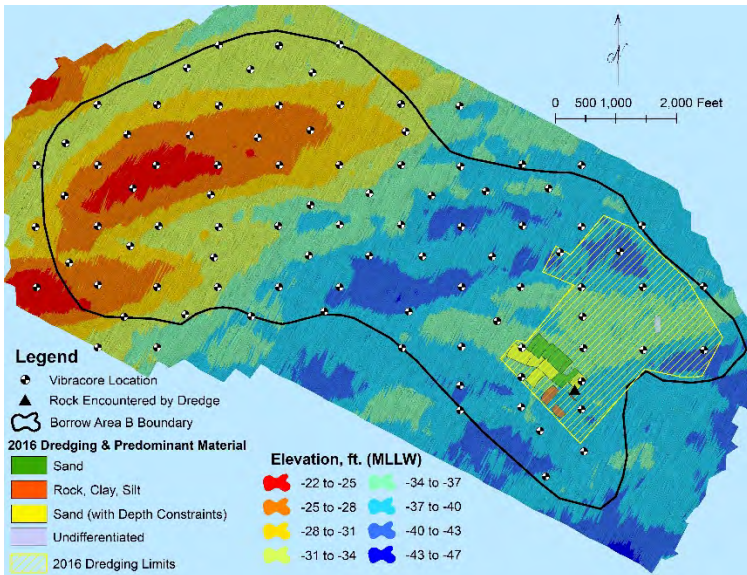 N
0 500 1,000 2,000 Feet
Legend
Vibracore Location
Rock Encountered by Dredge
Borrow Area B Boundary
2016 Dredging & Predominant Material
Sand
Rock, Clay, Silt
Sand (with Depth Constraints)
Undifferentiated
2016 Dredging Limits
Elevation, ft. (MLLW)
-22 to -25
-25 to -28
-28 to -31
-31 to -34
-34 to -37
-37 to -40
-40 to -43
-43 to -47